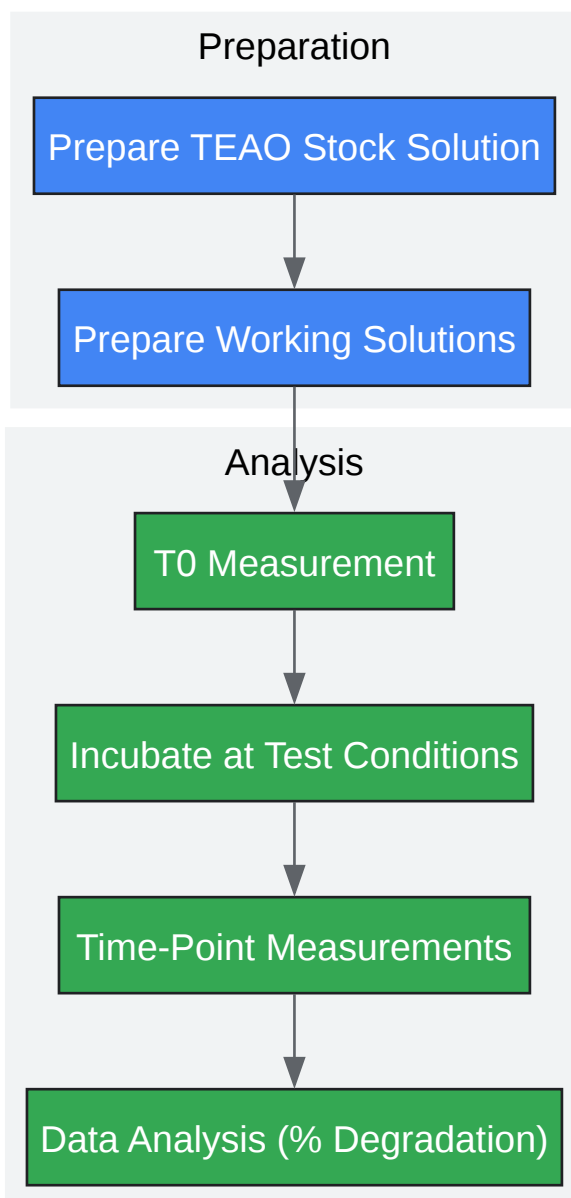 Preparation
Prepare TEAO Stock Solution
Prepare Working Solutions
Analysis
T0 Measurement
Incubate at Test Conditions
Time-Point Measurements
Data Analysis (% Degradation)